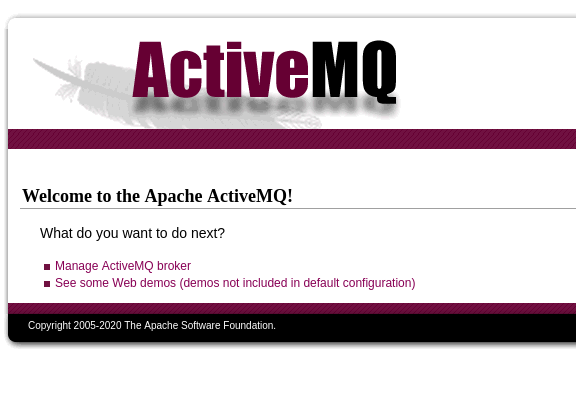 ActiveMQ
Welcome to the Apache ActiveMQ!
What do you want to do next?
Manage ActiveMQ broker
See some Web demos (demos not included in default configuration)
Copyright 2005-2020 The Apache Software Foundation.